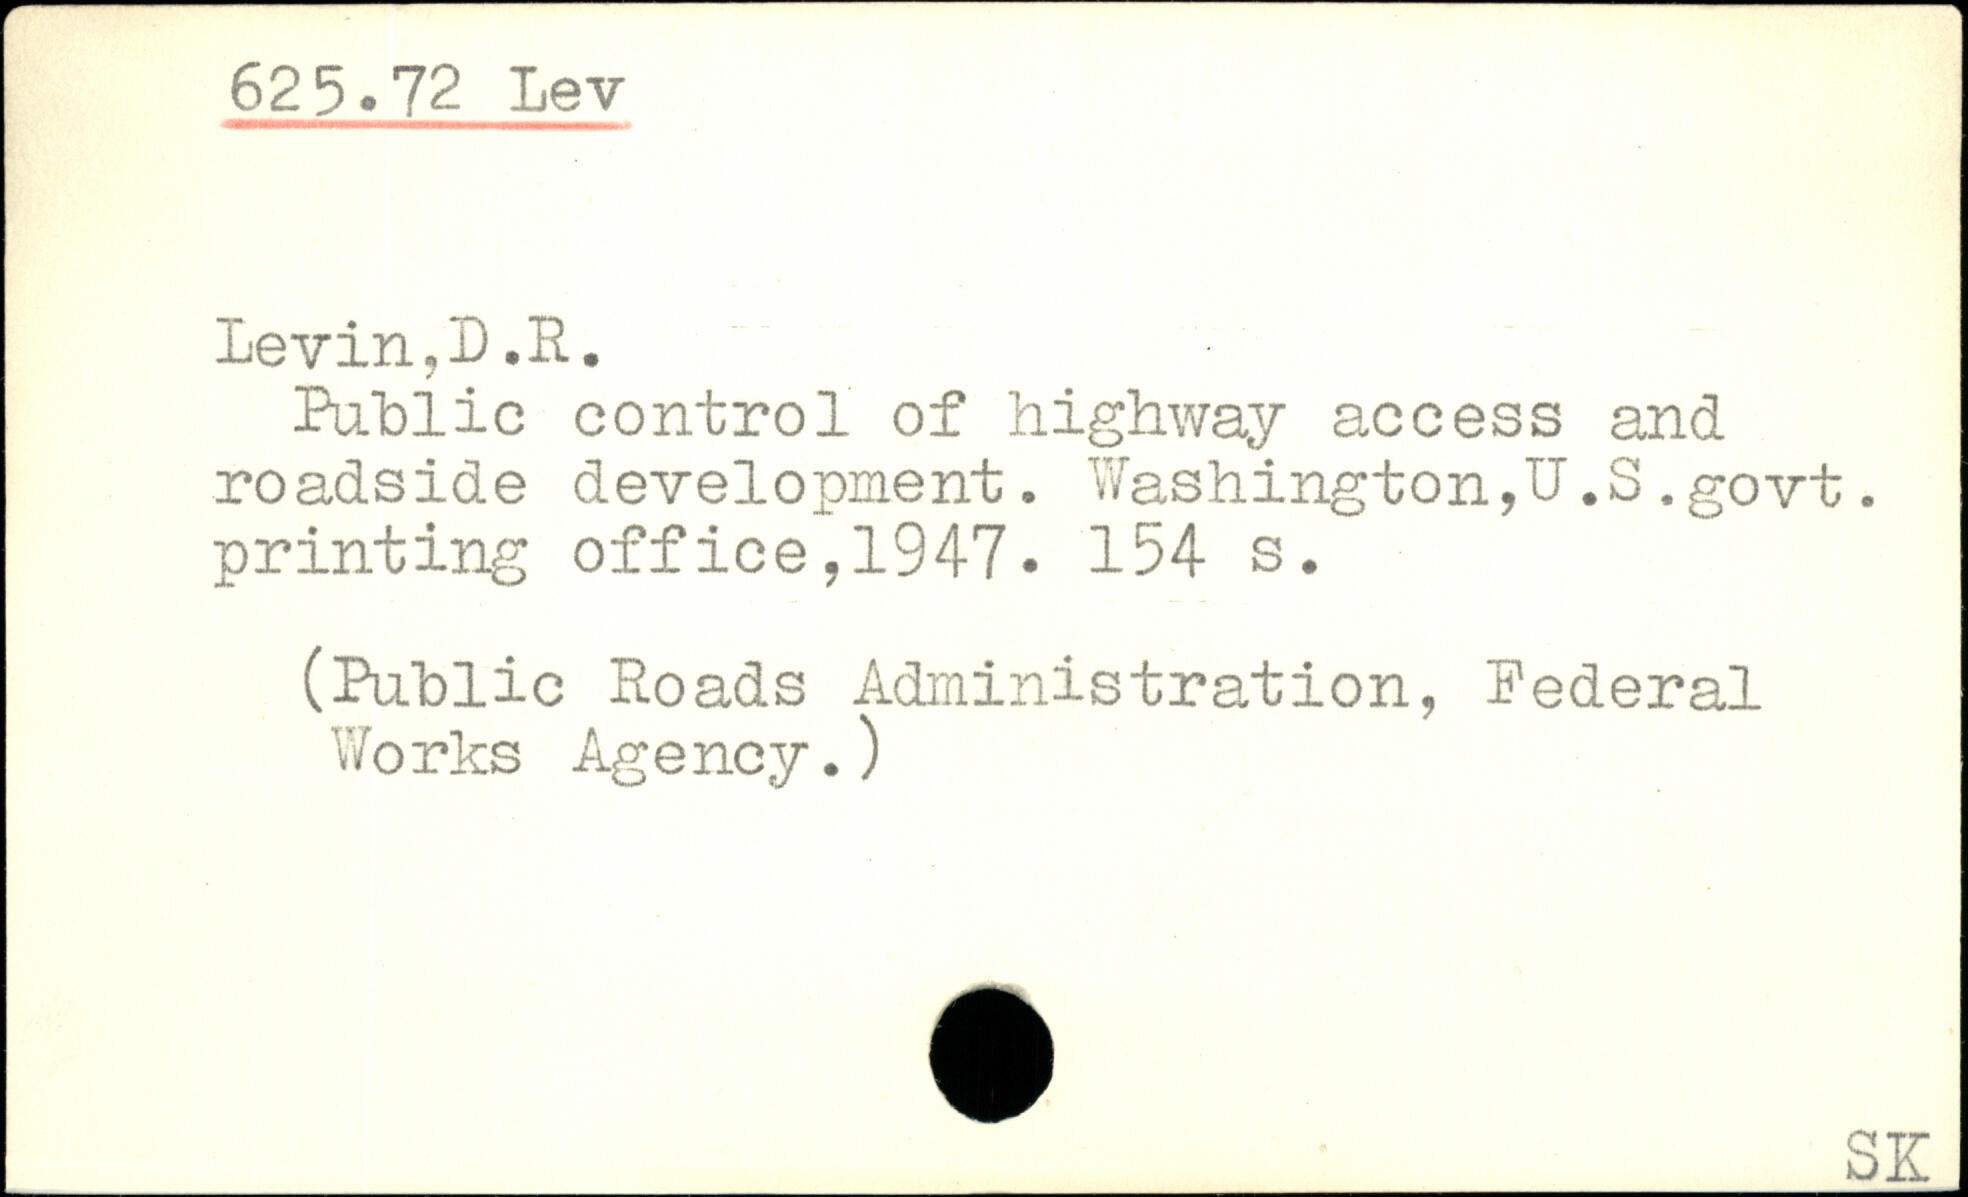 625.72 Lev
Levin,D.R.
Public control of highway access and
roadside development. Washington,U.S.govt.
printing office,1947. 154 s.
(Public Roads Administration, Federal
Works Agency.)
SK